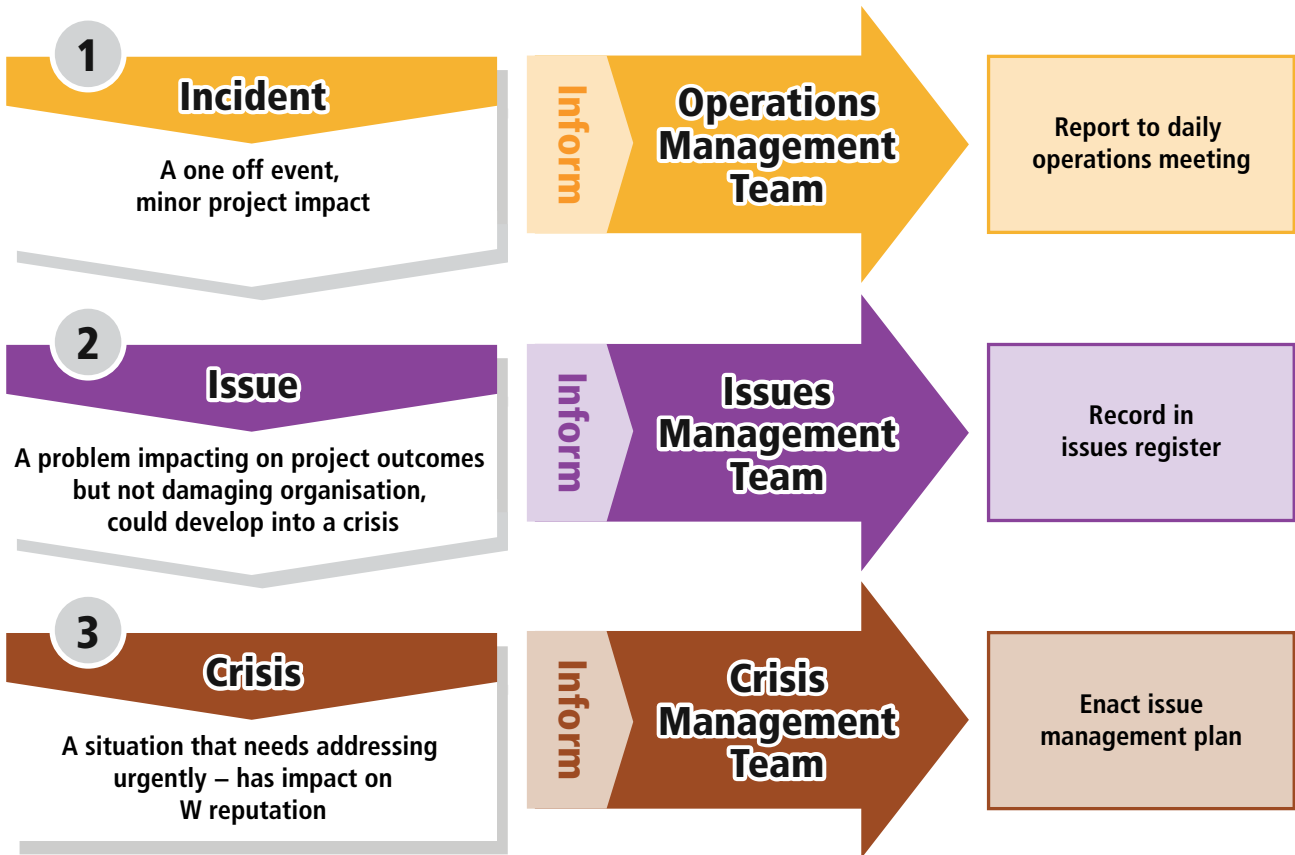 1
Incident
A one off event,
minor project impact
Inform
Operations
Management
Team
Report to daily
operations meeting
2
Issue
A problem impacting on project outcomes
but not damaging organisation,
could develop into a crisis
Inform
Issues
Management
Team
Record in
issues register
3
Crisis
A situation that needs addressing
urgently – has impact on
W reputation
Inform
Crisis
Management
Team
Enact issue
management plan